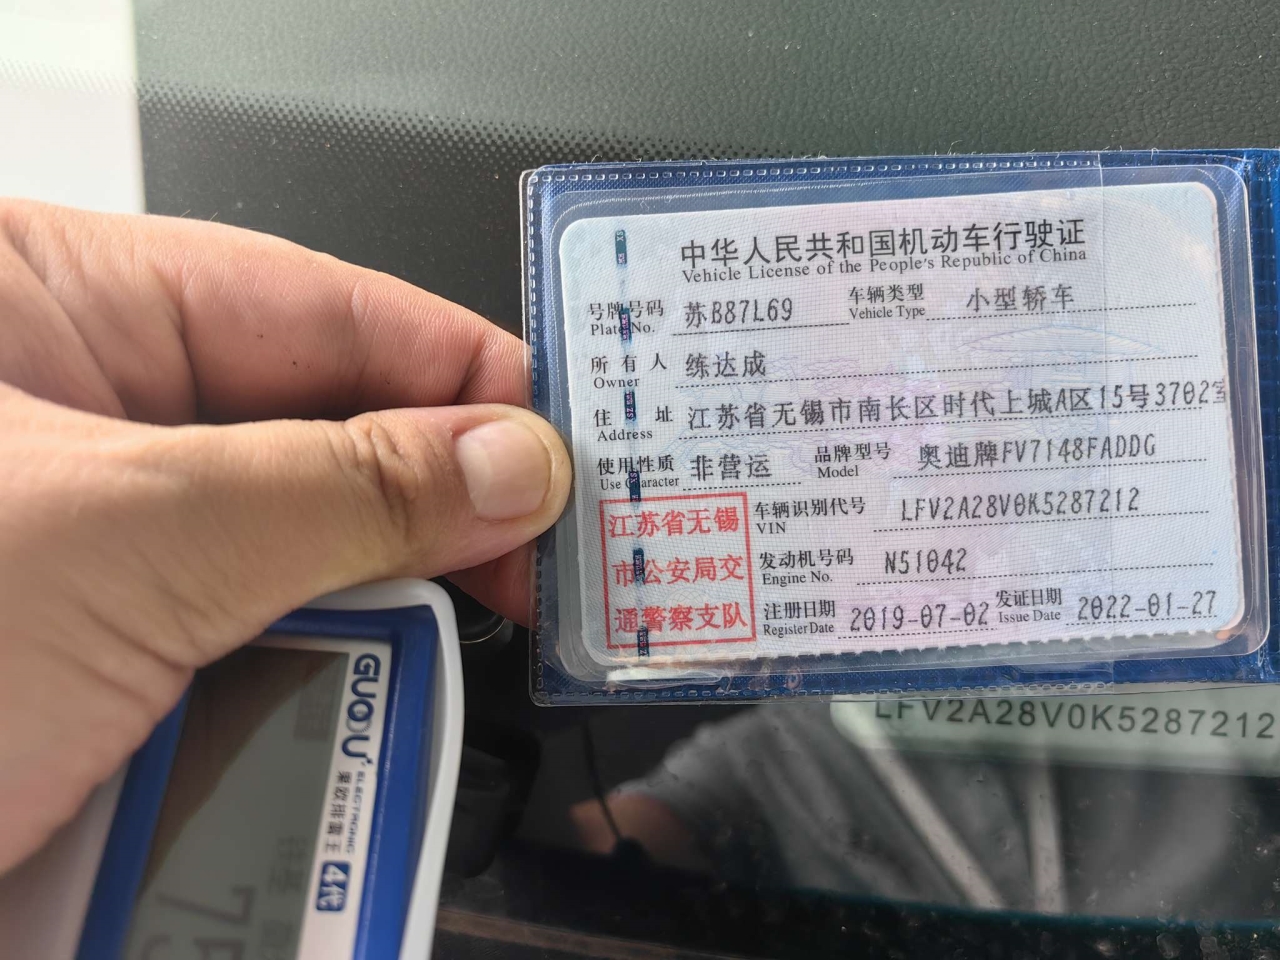 中华人民共和国机动车行驶证
Vehicle License of the People's Republic of China
号牌号码 苏B87L69 车辆类型 小型轿车
Plate No. Vehicle Type
所有人 练达成
Owner
住址 江苏省无锡市南长区时代上城A区15号3702室
Address
使用性质 非营运 品牌型号 奥迪牌FV7148FADDG
Use Character Model
车辆识别代号 LFV2A28V0K5287212
VIN
发动机号码 N51042
Engine No.
注册日期 2019-07-02 发证日期 2022-01-27
Register Date Issue Date
江苏省无锡
市公安局交
通警察支队
LFV2A28V0K5287212
GUOOU
ELECTRONIC
果欧排雷王 4代